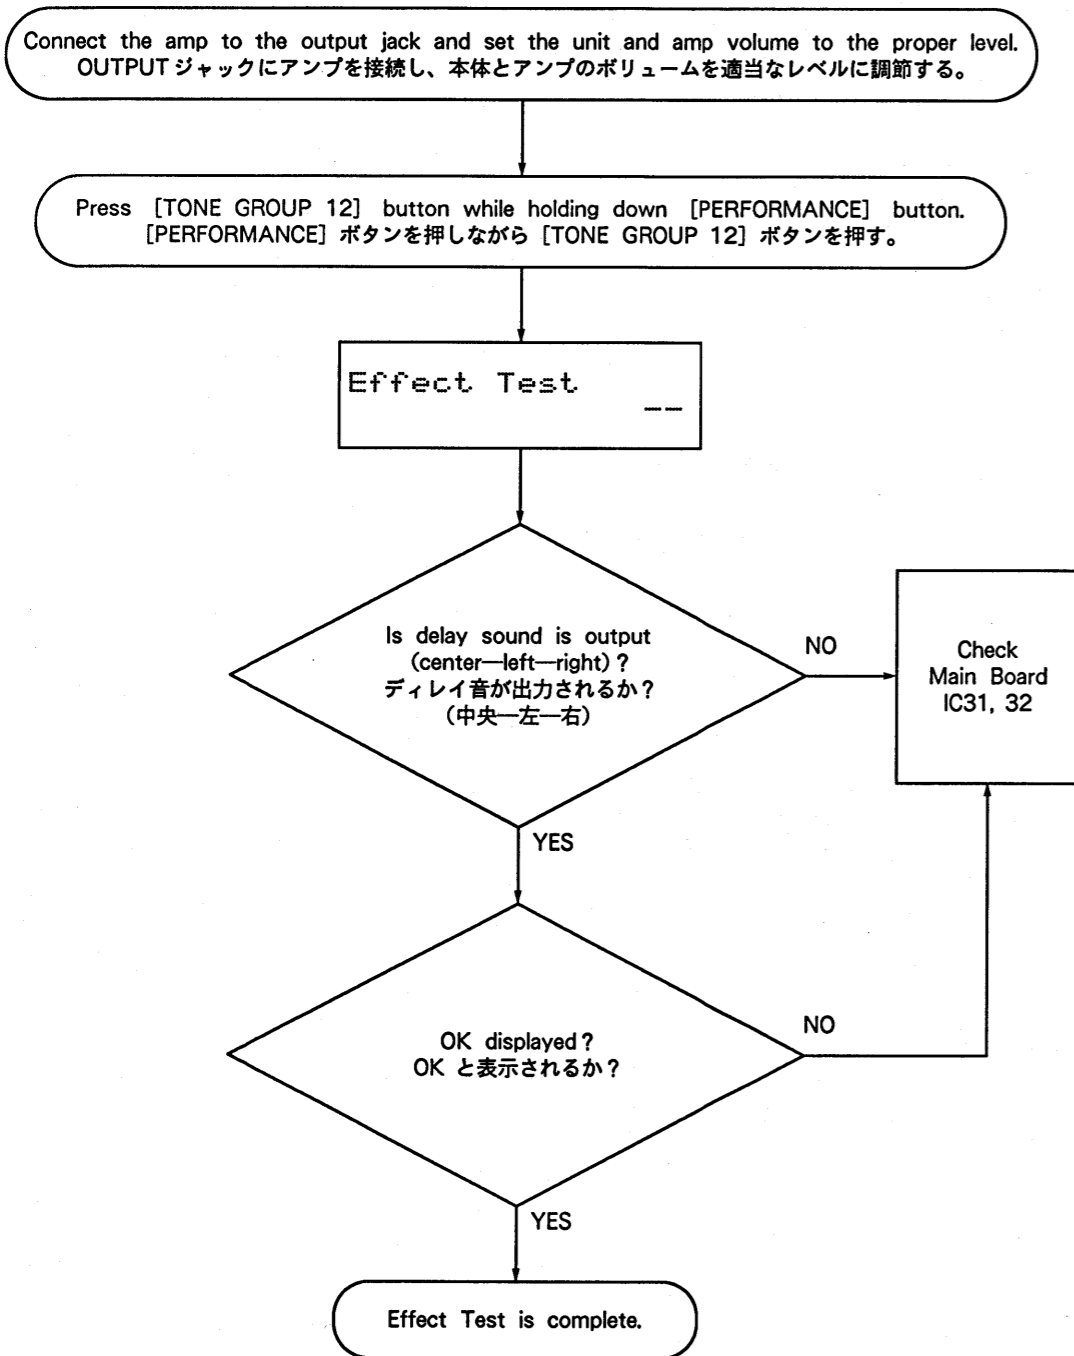 Connect the amp to the output jack and set the unit and amp volume to the proper level.
OUTPUTジャックにアンプを接続し、本体とアンプのボリュームを適当なレベルに調節する。
Press [TONE GROUP 12] button while holding down [PERFORMANCE] button.
[PERFORMANCE] ボタンを押しながら [TONE GROUP 12] ボタンを押す。
Effect Test
--
Is delay sound is output
(center—left—right)?
ディレイ音が出力されるか?
(中央—左—右)
NO
Check
Main Board
IC31, 32
YES
OK displayed?
OK と表示されるか?
NO
YES
Effect Test is complete.